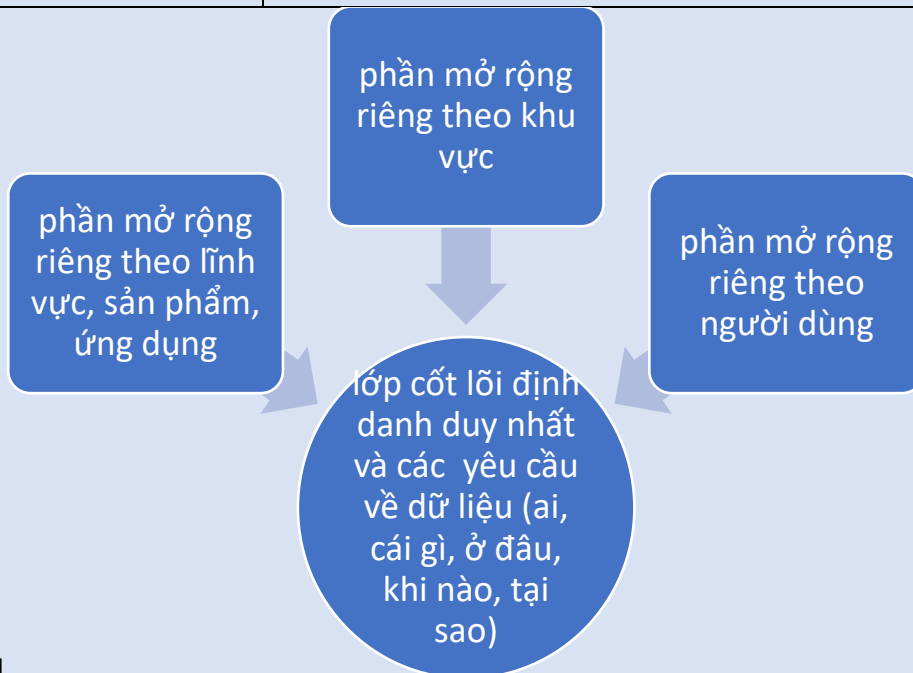 phần mở rộng
riêng theo khu
vực
phần mở rộng
riêng theo lĩnh
vực, sản phẩm,
ứng dụng
phần mở rộng
riêng theo
người dùng
lớp cốt lõi định
danh duy nhất
và các  yêu cầu
về dữ liệu (ai,
cái gì, ở đâu,
khi nào, tại
sao)